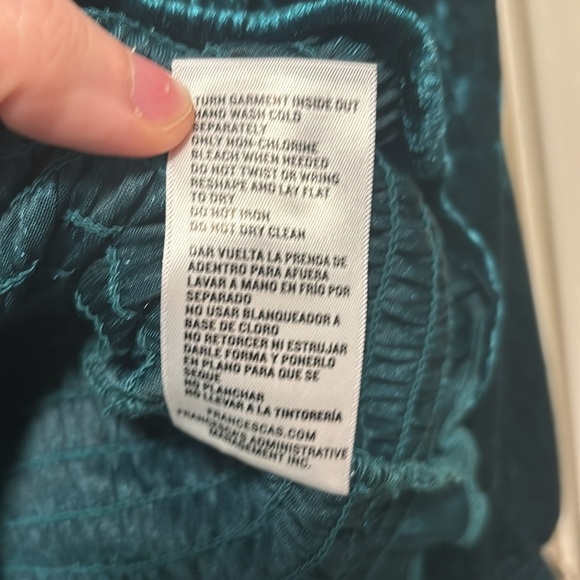 TURN GARMENT INSIDE OUT
HAND WASH COLD
SEPARATELY
ONLY NON-CHLORINE
BLEACH WHEN NEEDED
DO NOT TWIST OR WRING
RESHAPE AND LAY FLAT
TO DRY
DO NOT IRON
DO NOT DRY CLEAN
DAR VUELTA LA PRENDA DE
ADENTRO PARA AFUERA
LAVAR A MANO EN FRÍO POR
SEPARADO
NO USAR BLANQUEADOR A
BASE DE CLORO
NO RETORCER NI ESTRUJAR
DARLE FORMA Y PONERLO
EN PLANO PARA QUE SE
SEQUE
NO PLANCHAR
NO LLEVAR A LA TINTORERÍA
FRANCESCAS.COM
FRANCESCAS ADMINISTRATIVE
MANAGEMENT INC.